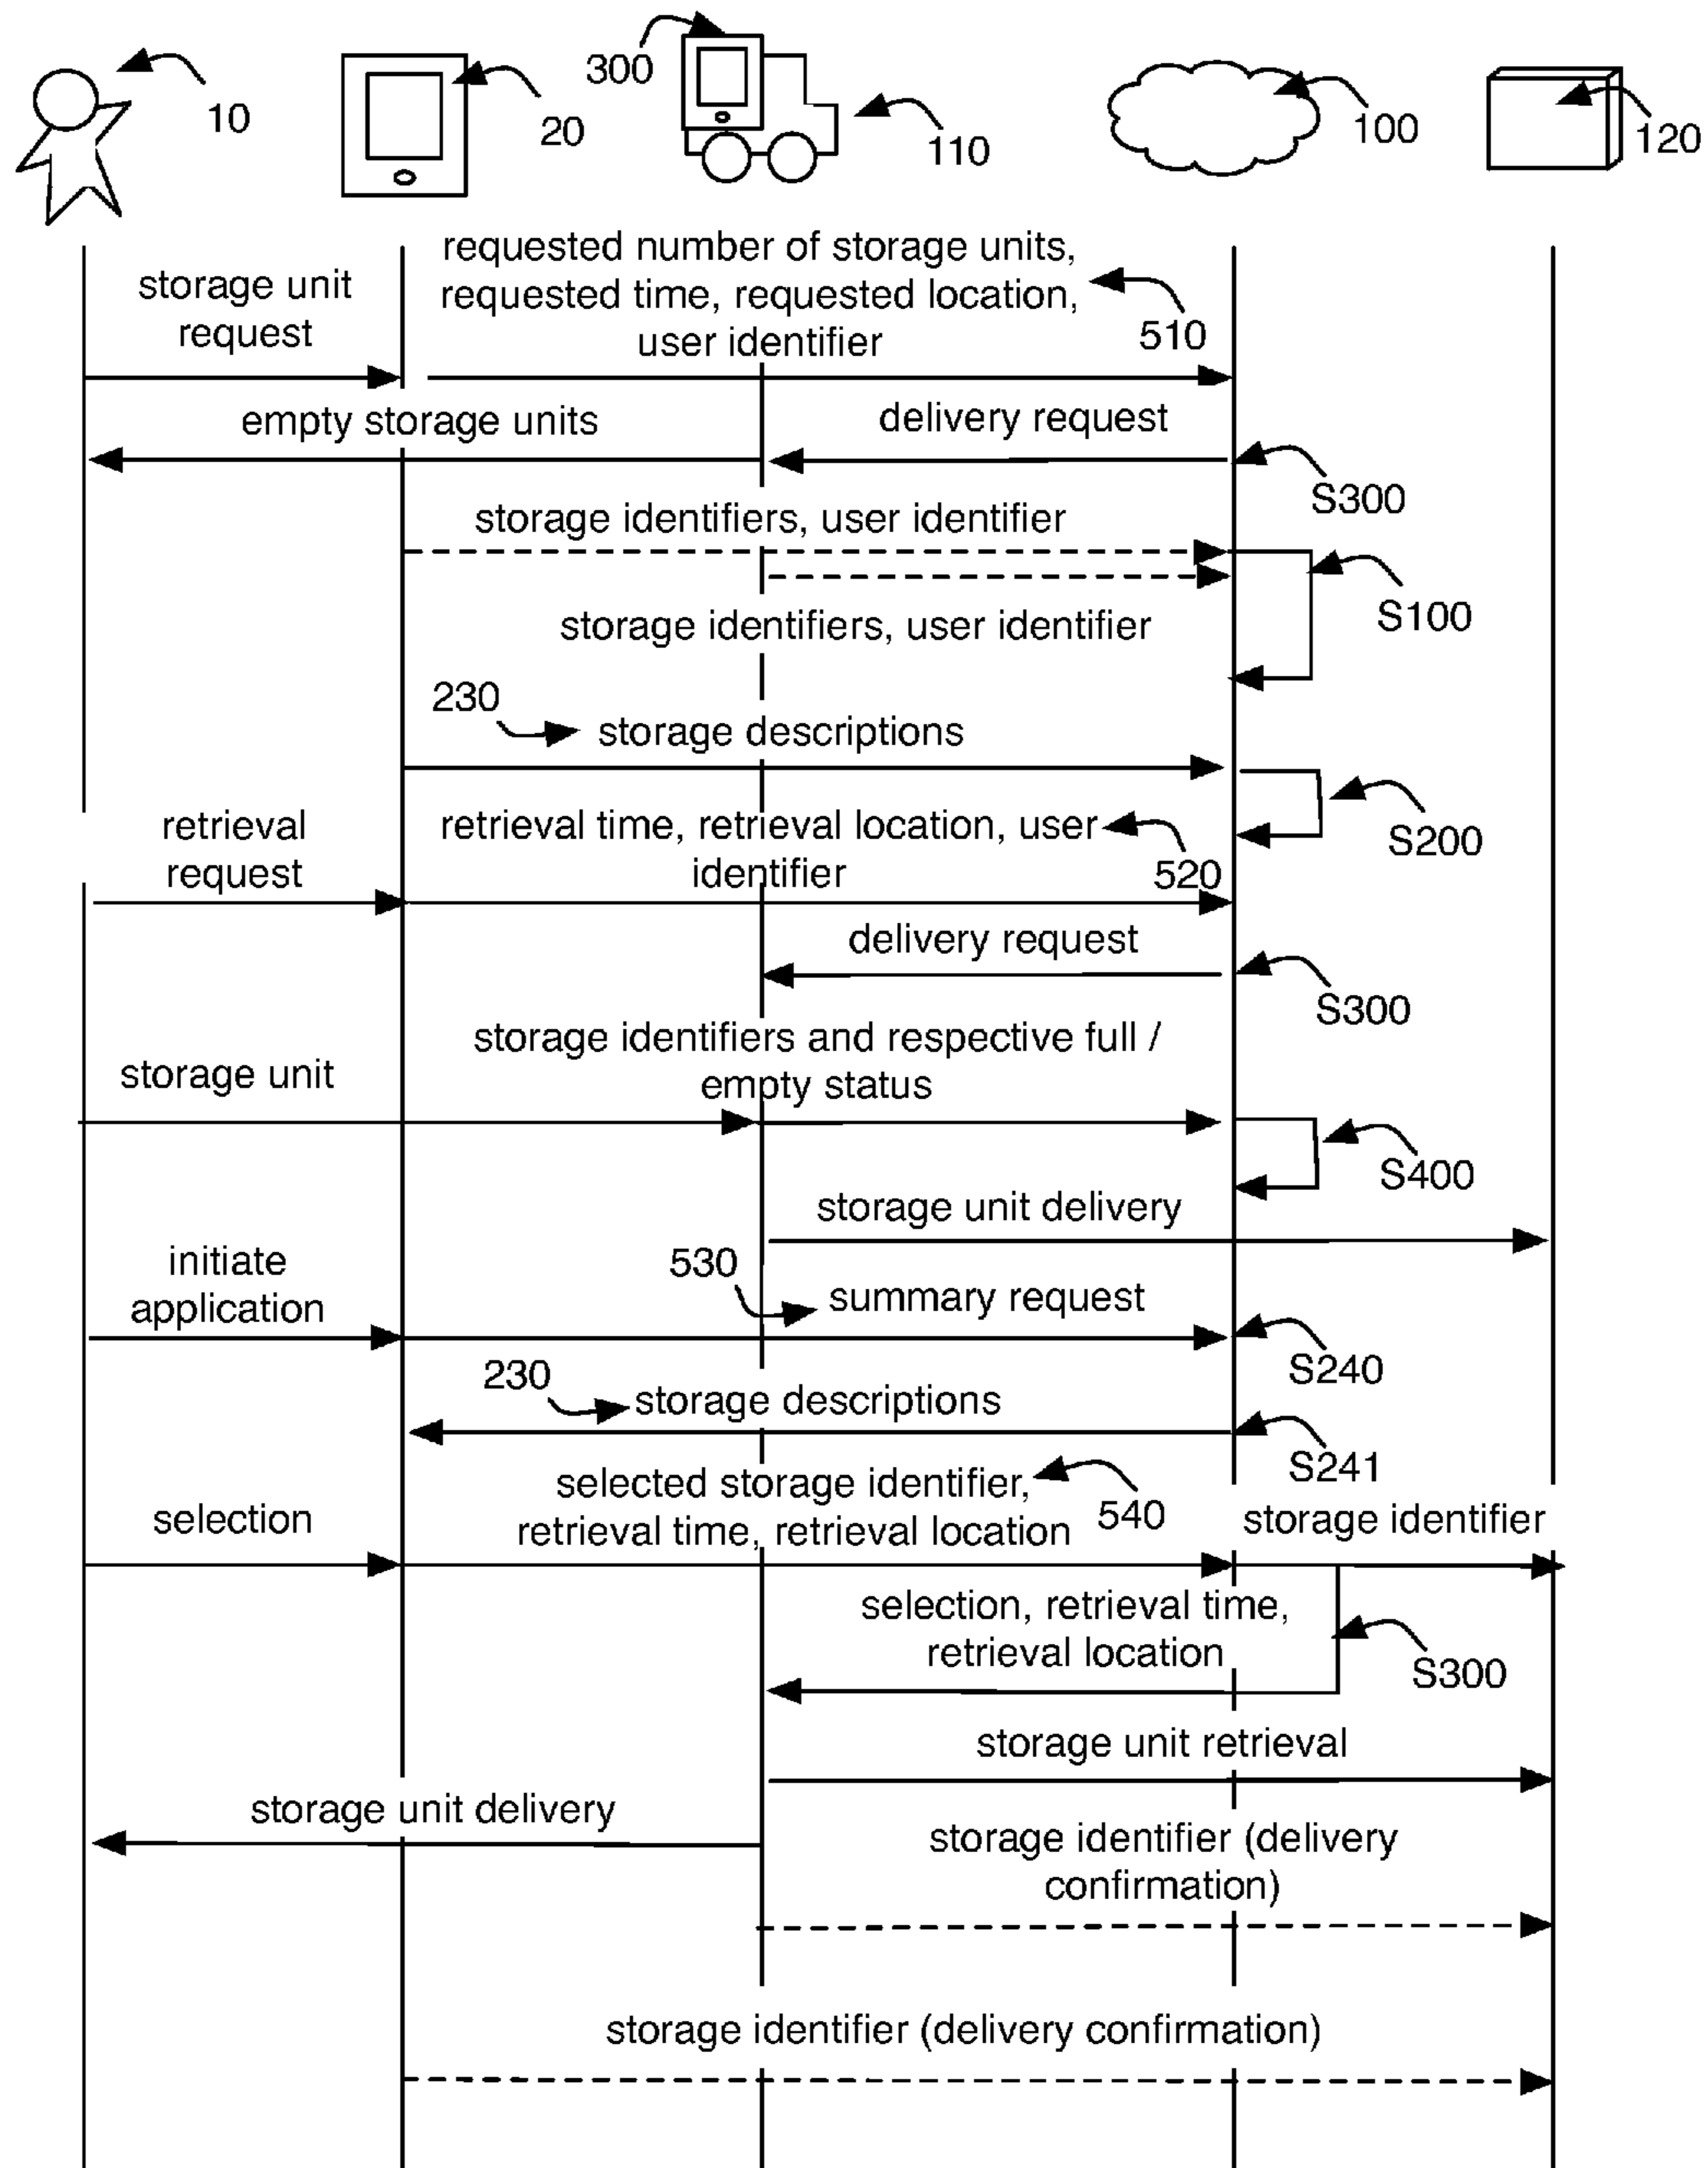 300
10
20
110
100
120
storage unit
request
requested number of storage units,
requested time, requested location,
user identifier
510
empty storage units
delivery request
S300
storage identifiers, user identifier
S100
storage identifiers, user identifier
230
storage descriptions
S200
retrieval
request
retrieval time, retrieval location, user
identifier
520
delivery request
S300
storage unit
storage identifiers and respective full /
empty status
S400
storage unit delivery
initiate
application
530
summary request
S240
230
storage descriptions
S241
selection
selected storage identifier,
retrieval time, retrieval location
540
storage identifier
selection, retrieval time,
retrieval location
S300
storage unit retrieval
storage unit delivery
storage identifier (delivery
confirmation)
storage identifier (delivery confirmation)